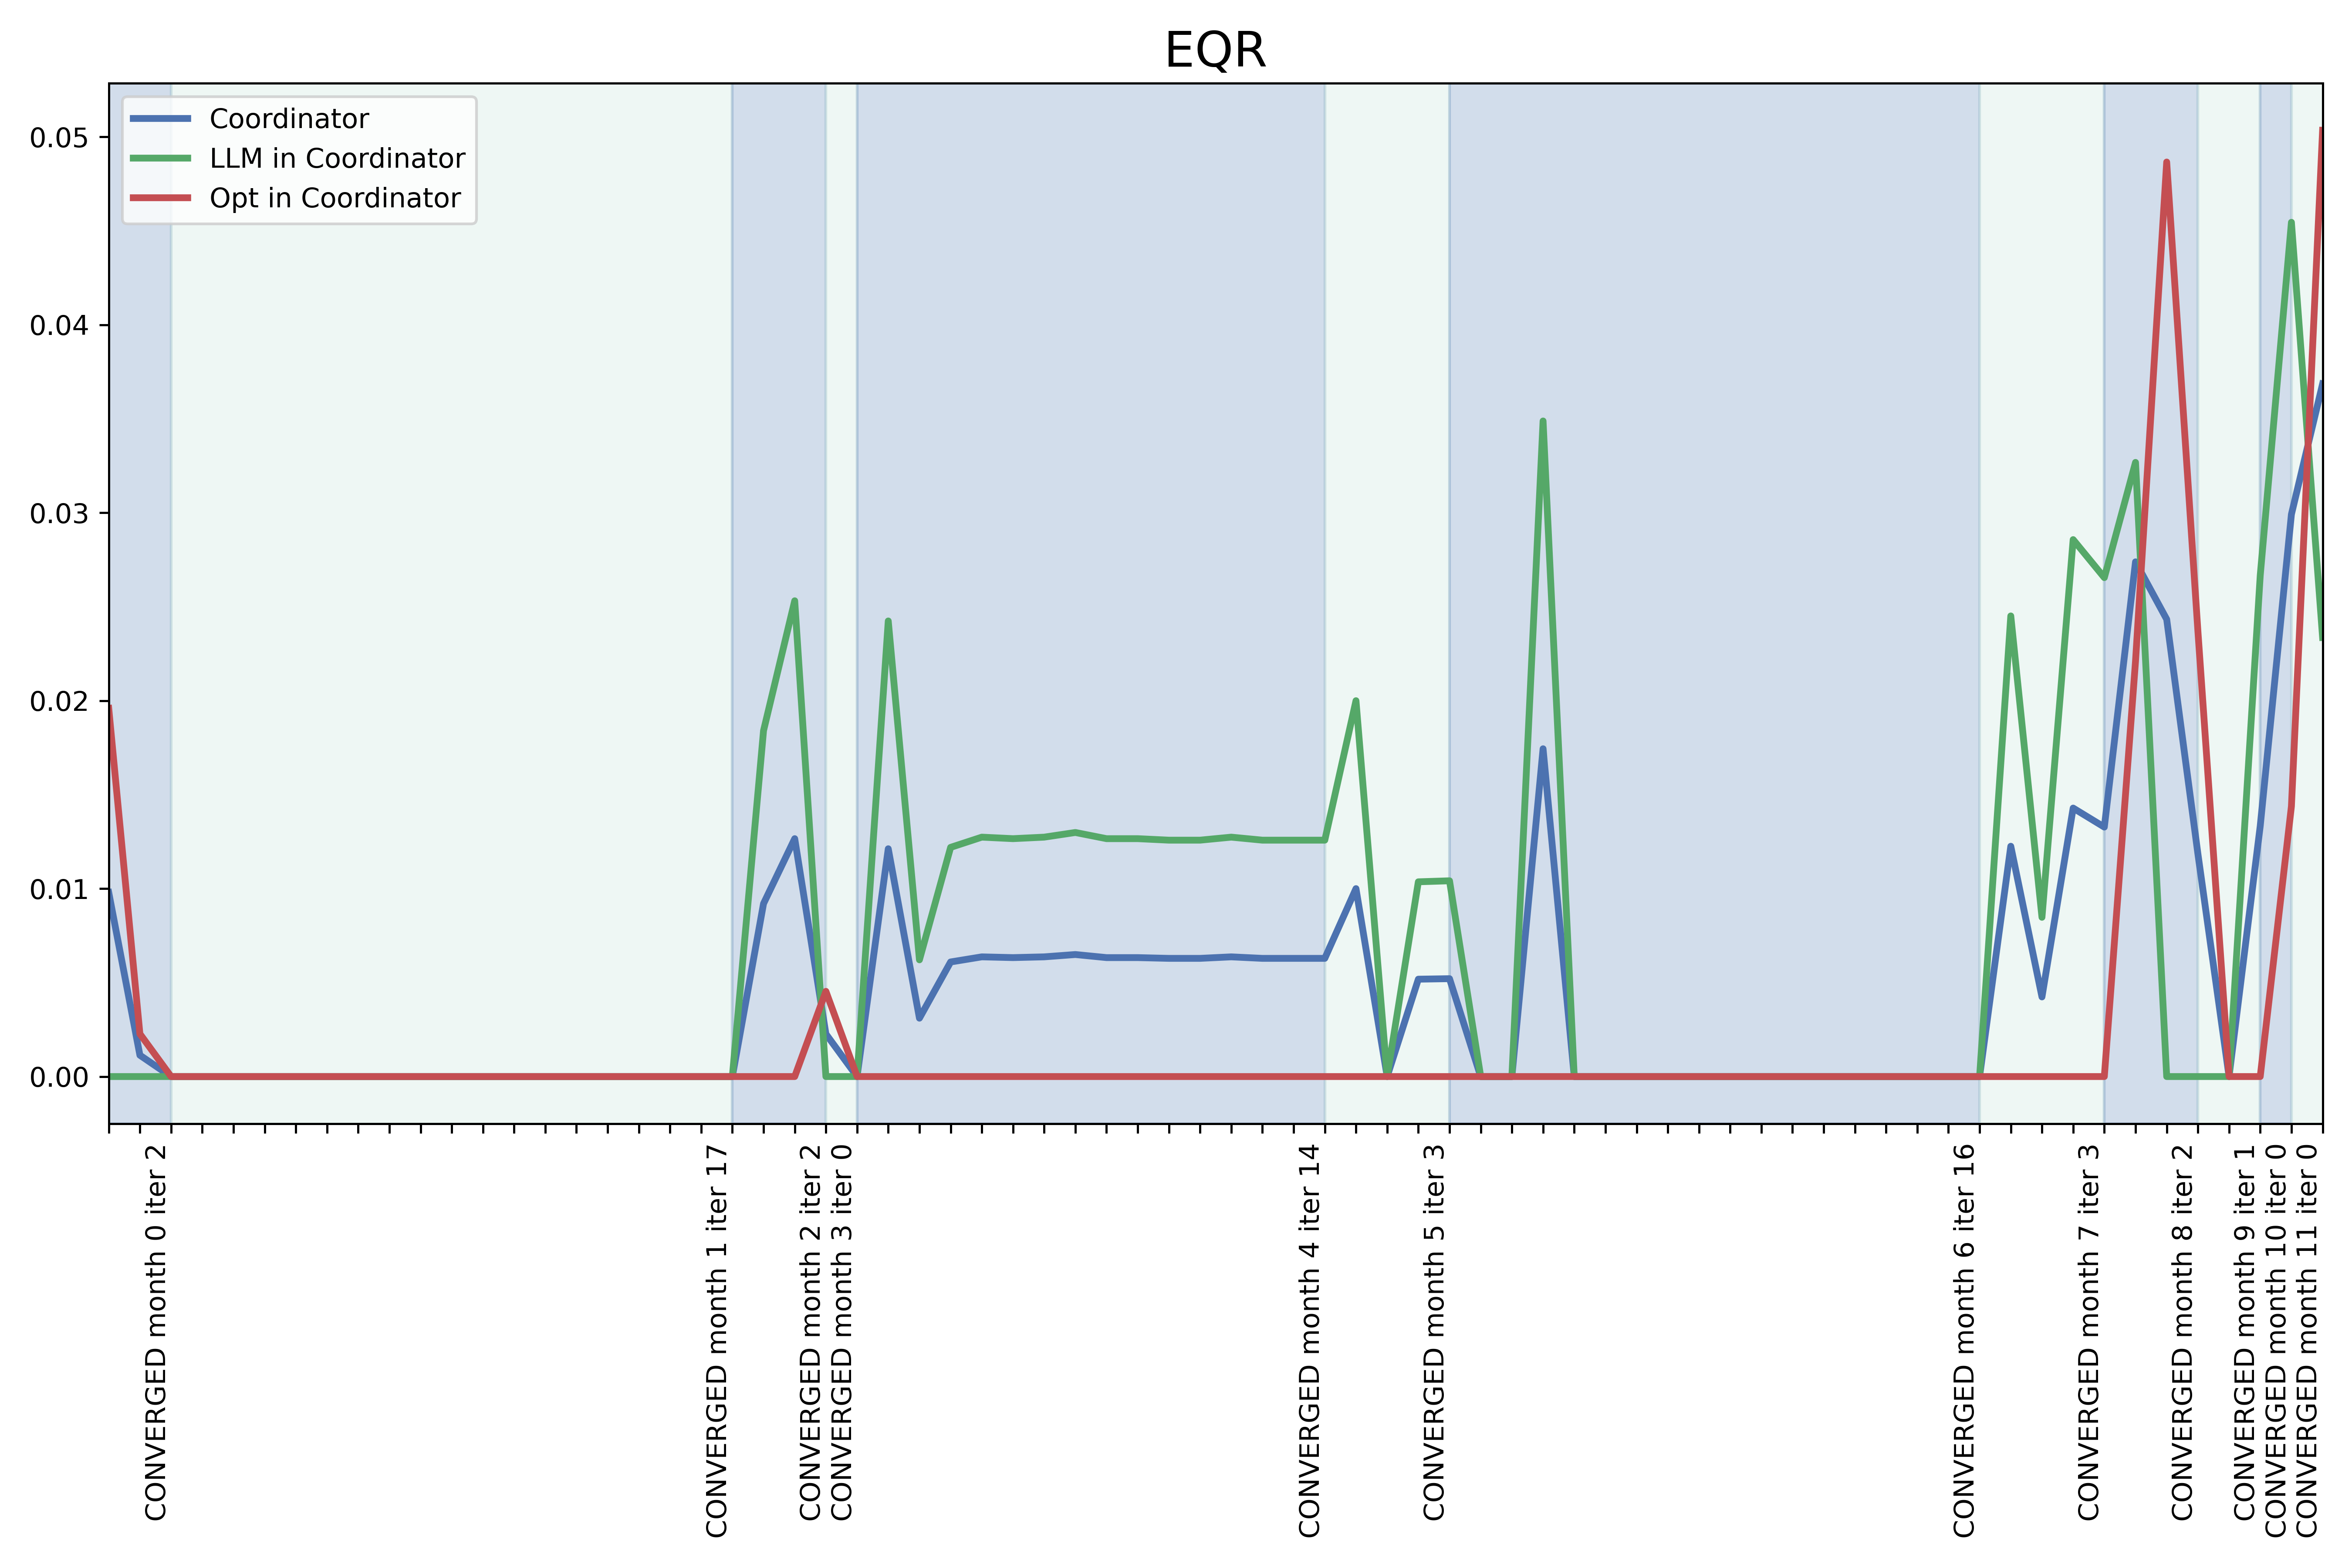 EQR
Coordinator
LLM in Coordinator
Opt in Coordinator
0.05
0.04
0.03
0.02
0.01
0.00
CONVERGED month 0 iter 2
CONVERGED month 1 iter 17
CONVERGED month 2 iter 2
CONVERGED month 3 iter 0
CONVERGED month 4 iter 14
CONVERGED month 5 iter 3
CONVERGED month 6 iter 16
CONVERGED month 7 iter 3
CONVERGED month 8 iter 2
CONVERGED month 9 iter 1
CONVERGED month 10 iter 0
CONVERGED month 11 iter 0